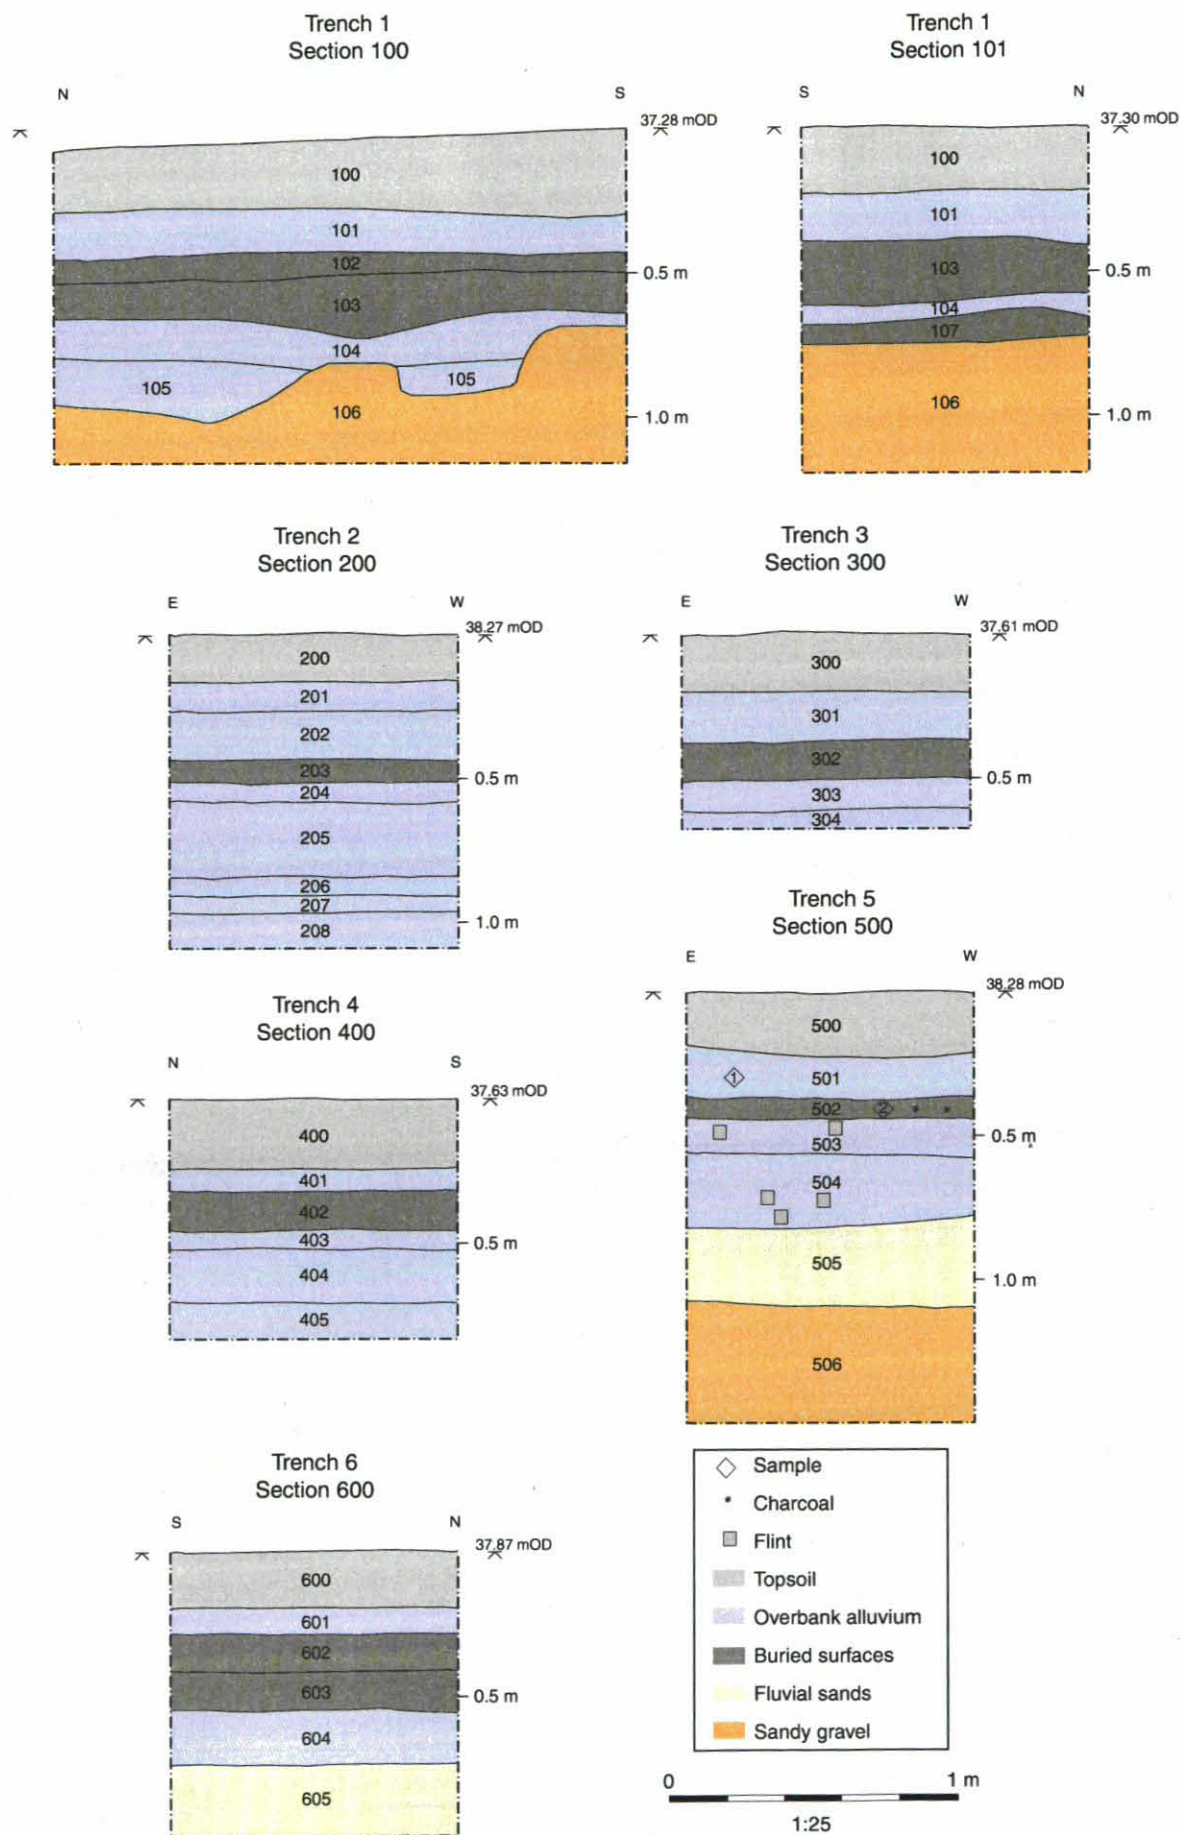 Trench 1
Section 100
N
S
37.28 mOD
100
101
102
103
104
105
105
106
0.5 m
1.0 m
Trench 1
Section 101
S
N
37.30 mOD
100
101
103
104
107
106
0.5 m
1.0 m
Trench 2
Section 200
E
W
38.27 mOD
200
201
202
203
204
205
206
207
208
0.5 m
1.0 m
Trench 3
Section 300
E
W
37.61 mOD
300
301
302
303
304
0.5 m
Trench 4
Section 400
N
S
37.63 mOD
400
401
402
403
404
405
0.5 m
Trench 5
Section 500
E
W
38.28 mOD
500
1
501
502
2
503
504
505
506
0.5 m
1.0 m
Trench 6
Section 600
S
N
37.87 mOD
600
601
602
603
604
605
0.5 m
Sample
Charcoal
Flint
Topsoil
Overbank alluvium
Buried surfaces
Fluvial sands
Sandy gravel
0
1 m
1:25